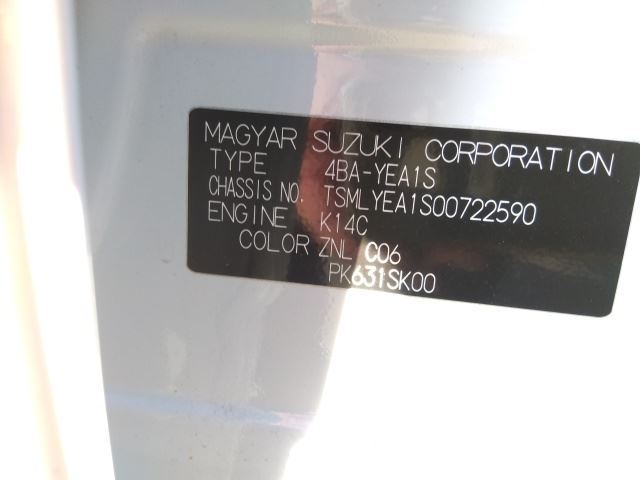 MAGYAR SUZUKI CORPORATION
TYPE 4BA-YEA1S
CHASSIS NO. TSMLYEA1S00722590
ENGINE K14C
COLOR ZNL C06
PK631SK00